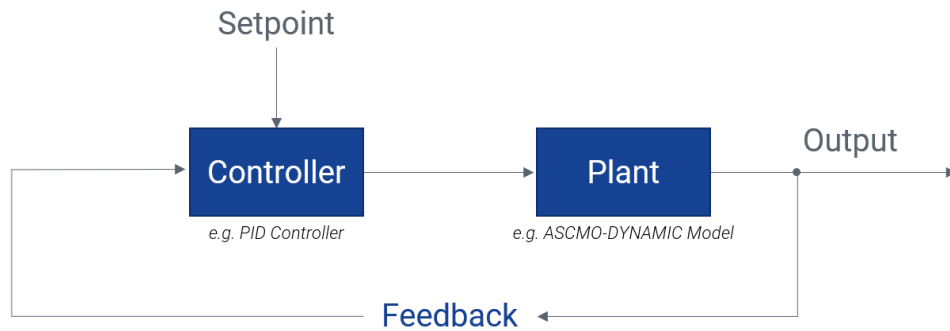 Setpoint
Controller
Plant
Output
e.g. PID Controller
e.g. ASCMO-DYNAMIC Model
Feedback